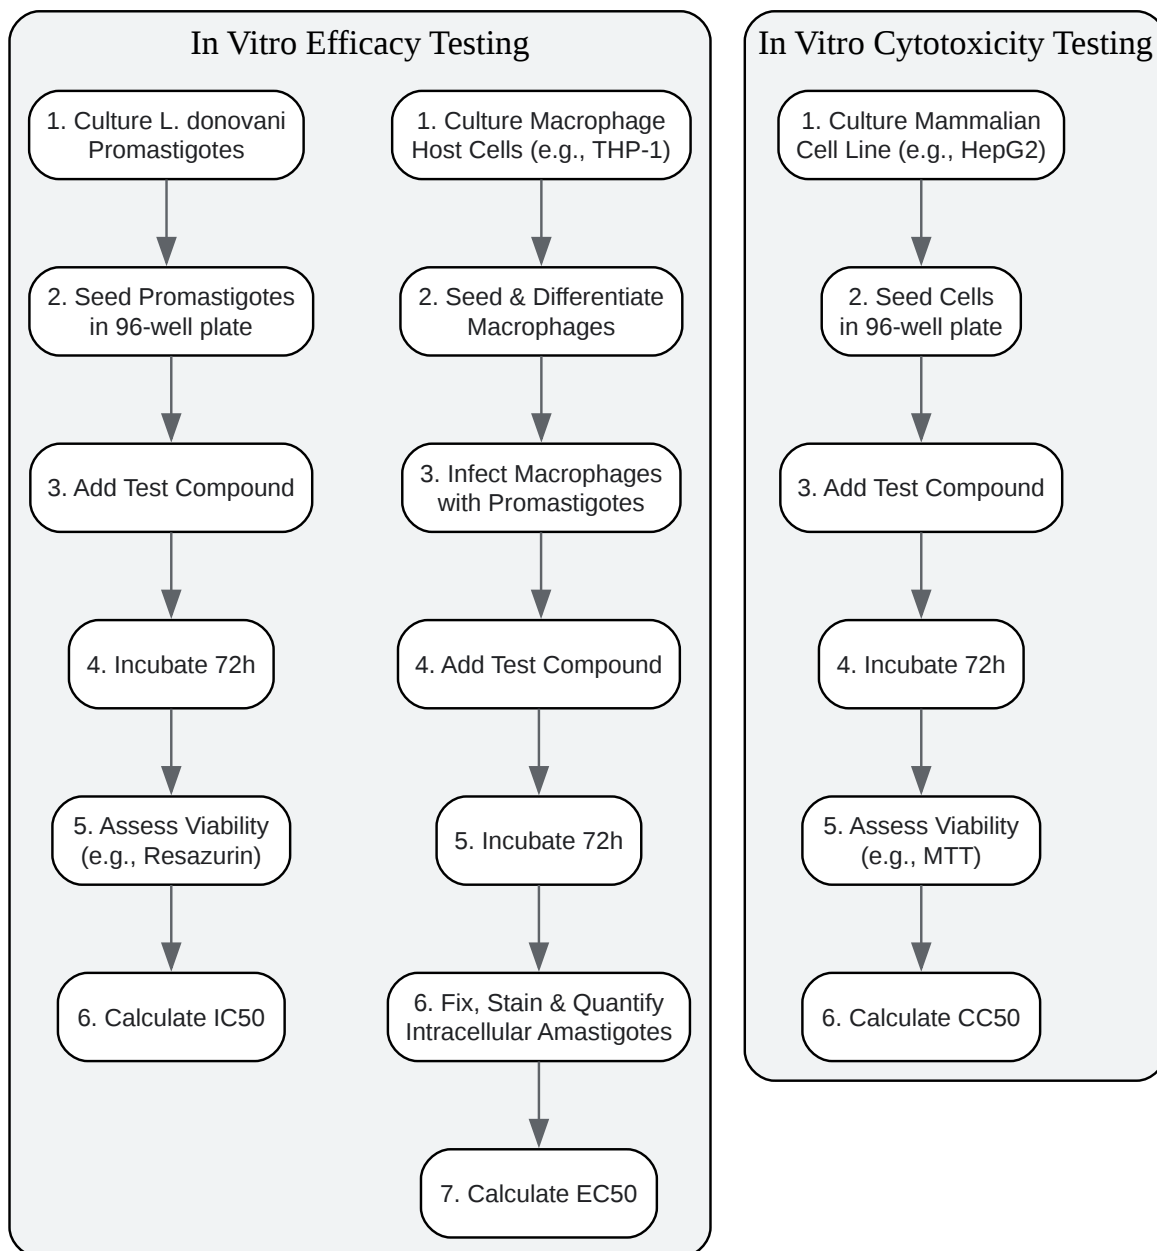 In Vitro Efficacy Testing
1. Culture L. donovani
Promastigotes
2. Seed Promastigotes
in 96-well plate
3. Add Test Compound
4. Incubate 72h
5. Assess Viability
(e.g., Resazurin)
6. Calculate IC50
1. Culture Macrophage
Host Cells (e.g., THP-1)
2. Seed & Differentiate
Macrophages
3. Infect Macrophages
with Promastigotes
4. Add Test Compound
5. Incubate 72h
6. Fix, Stain & Quantify
Intracellular Amastigotes
7. Calculate EC50
In Vitro Cytotoxicity Testing
1. Culture Mammalian
Cell Line (e.g., HepG2)
2. Seed Cells
in 96-well plate
3. Add Test Compound
4. Incubate 72h
5. Assess Viability
(e.g., MTT)
6. Calculate CC50